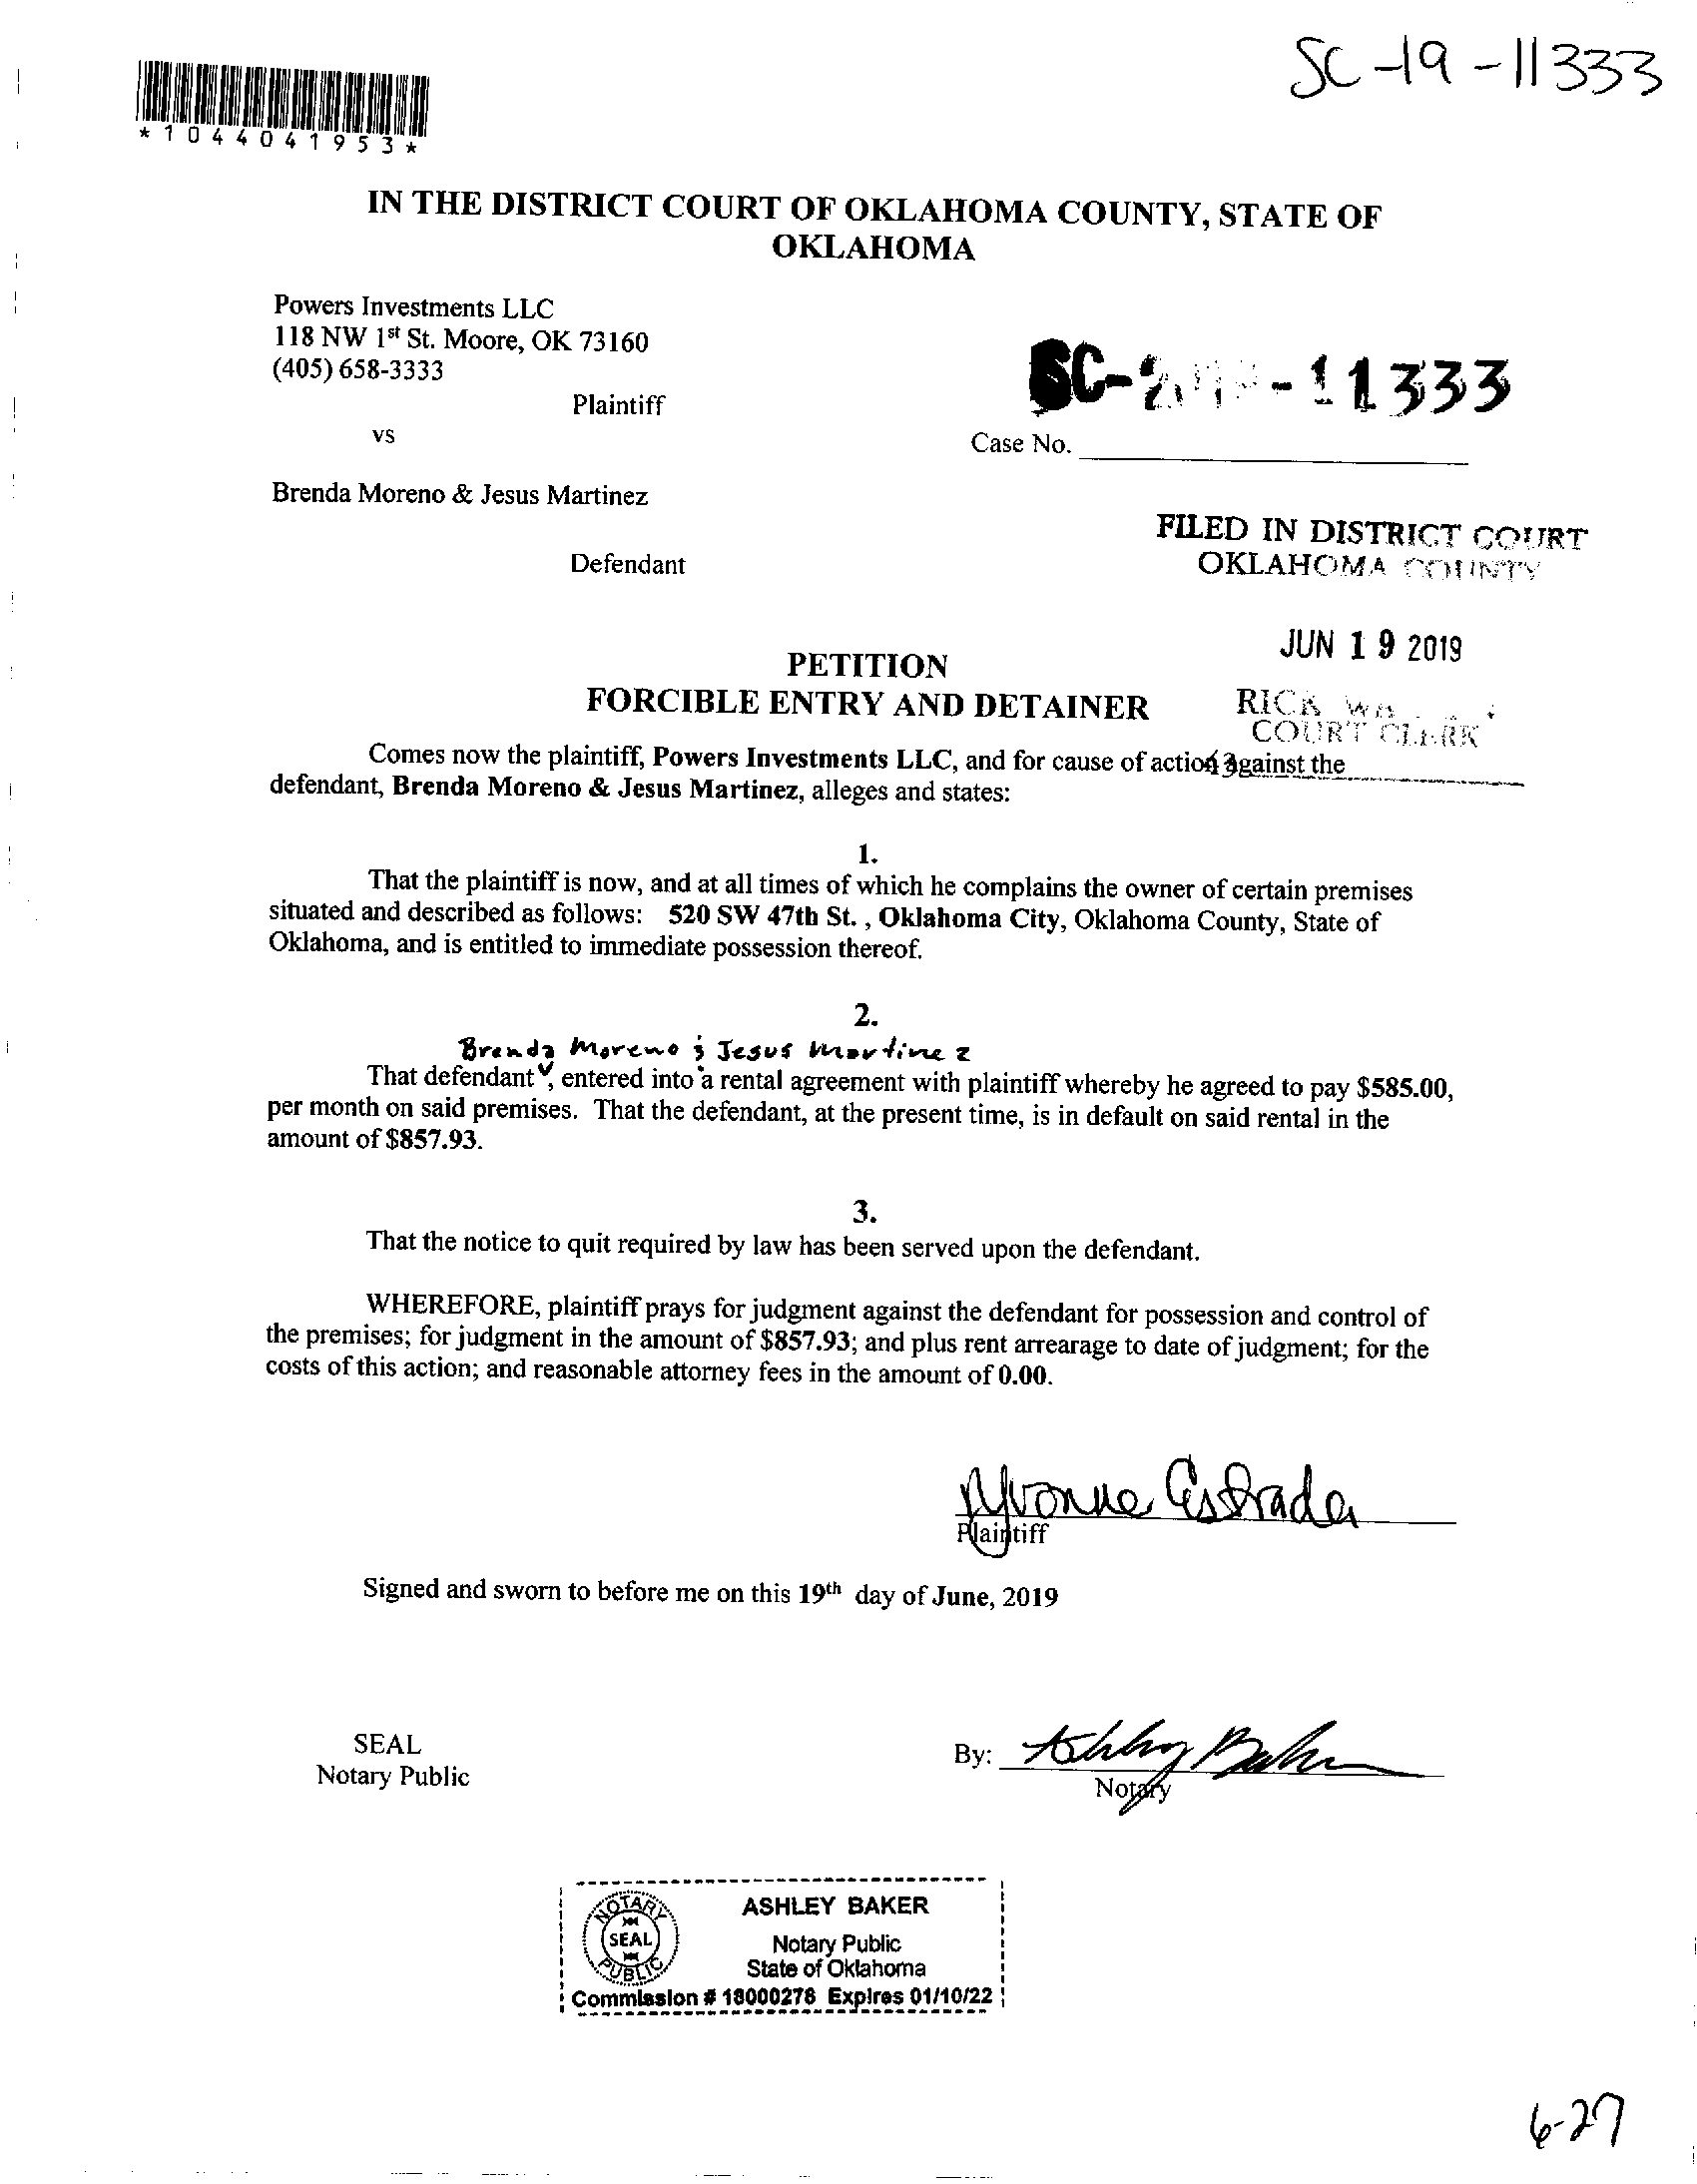 SC-19-11333
*1044041953*
IN THE DISTRICT COURT OF OKLAHOMA COUNTY, STATE OF
OKLAHOMA
Powers Investments LLC
118 NW 1st St. Moore, OK 73160
(405) 658-3333
Plaintiff
SC- -11333
vs
Case No.
Brenda Moreno & Jesus Martinez
FILED IN DISTRICT COURT
OKLAHOMA COUNTY
Defendant
JUN 19 2019
PETITION
FORCIBLE ENTRY AND DETAINER
RICK
COURT CLERK
Comes now the plaintiff, Powers Investments LLC, and for cause of action against the
defendant, Brenda Moreno & Jesus Martinez, alleges and states:
1.
That the plaintiff is now, and at all times of which he complains the owner of certain premises
situated and described as follows: 520 SW 47th St. , Oklahoma City, Oklahoma County, State of
Oklahoma, and is entitled to immediate possession thereof.
2.
Brenda Moreno & Jesus Martinez
That defendant, entered into a rental agreement with plaintiff whereby he agreed to pay $585.00,
per month on said premises. That the defendant, at the present time, is in default on said rental in the
amount of $857.93.
3.
That the notice to quit required by law has been served upon the defendant.
WHEREFORE, plaintiff prays for judgment against the defendant for possession and control of
the premises; for judgment in the amount of $857.93; and plus rent arrearage to date of judgment; for the
costs of this action; and reasonable attorney fees in the amount of 0.00.
Yvonne Estrada
Plaintiff
Signed and sworn to before me on this 19th day of June, 2019
SEAL
Notary Public
By: Ashley Baker
Notary
NOTARY
SEAL
PUBLIC
ASHLEY BAKER
Notary Public
State of Oklahoma
Commission # 18000278 Expires 01/10/22
6-27